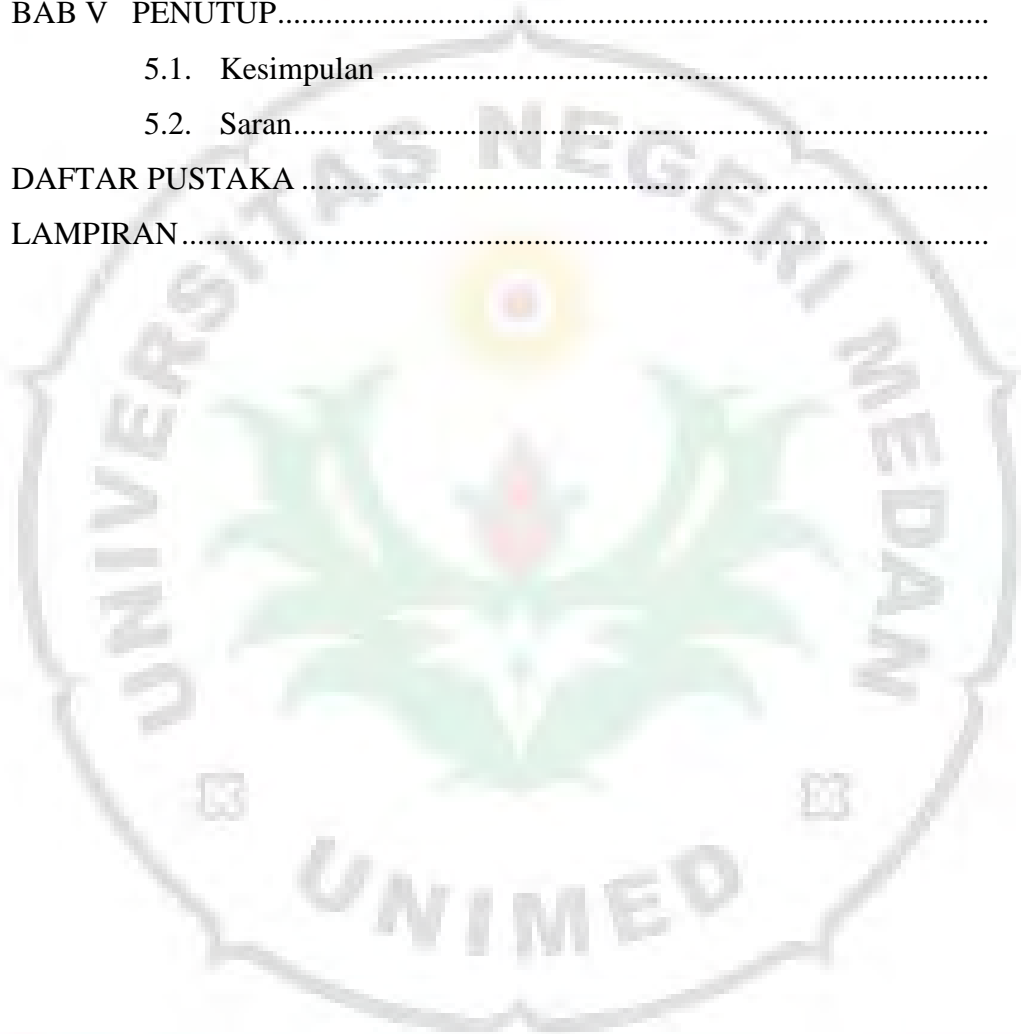 BAB V PENUTUP..........................................................................................
5.1. Kesimpulan ............................................................................
5.2. Saran.......................................................................................
DAFTAR PUSTAKA ......................................................................................
LAMPIRAN.....................................................................................................
UNIVERSITAS NEGERI MEDAN
UNIMED